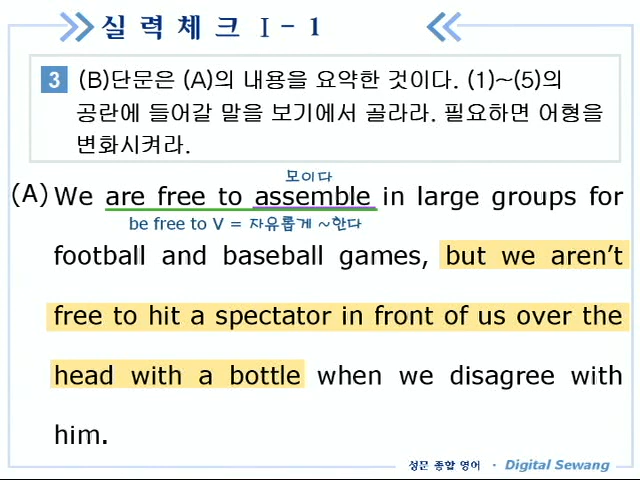 실력체크 I - 1
3 (B)단문은 (A)의 내용을 요약한 것이다. (1)~(5)의
공란에 들어갈 말을 보기에서 골라라. 필요하면 어형을
변화시켜라.
모이다
(A) We are free to assemble in large groups for
be free to V = 자유롭게 ~한다
football and baseball games, but we aren't
free to hit a spectator in front of us over the
head with a bottle when we disagree with
him.
정문 종합 영어 · Digital Sewang